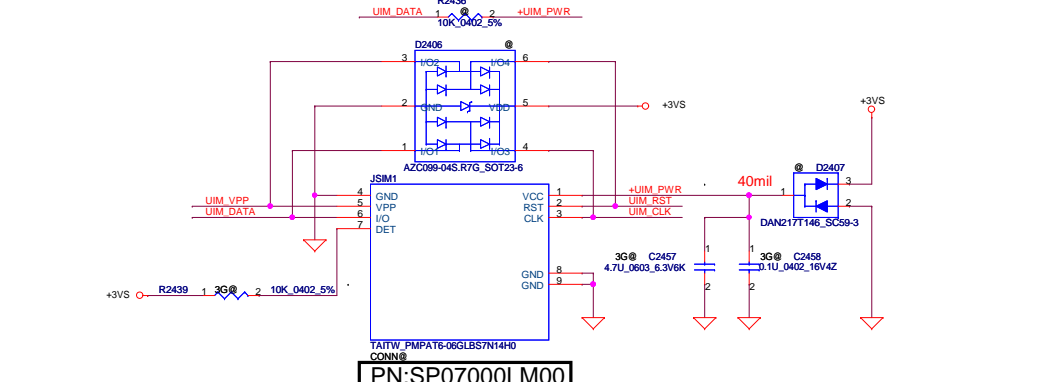 R2436
UIM_DATA 1 @ 2 +UIM_PWR
10K_0402_5%
D2406 @
3 I/O2 I/O4 6
2 GND VDD 5 +3VS
+3VS
1 I/O1 I/O3 4
AZC099-04S.R7G_SOT23-6
JSIM1
@ D2407
40mil
4 GND VCC 1 +UIM_PWR 1 3
UIM_VPP 5 VPP RST 2 UIM_RST 2
UIM_DATA 6 I/O CLK 3 UIM_CLK
7 DET
DAN217T146_SC59-3
1 1
3G@ C2457 3G@ C2458
4.7U_0603_6.3V6K 0.1U_0402_16V4Z
GND 8
GND 9
2 2
+3VS R2439 1 3G@ 2 10K_0402_5%
TAITW_PMPAT6-06GLBS7N14H0
CONN@
PN:SP07000LM00